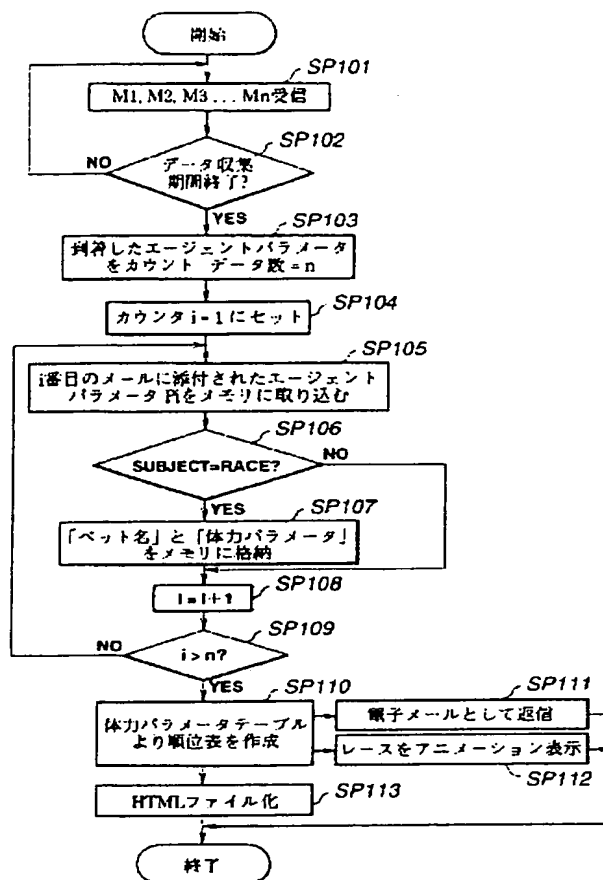 開始
SP101
M1, M2, M3 . . . Mn受信
SP102
NO
データ収集
期間終了?
YES
SP103
到着したエージェントパラメータ
をカウント データ数=n
SP104
カウンタ i=1にセット
SP105
i番目のメールに添付されたエージェント
パラメータ Piをメモリに取り込む
SP106
NO
SUBJECT=RACE?
YES
SP107
「ペット名」と「体力パラメータ」
をメモリに格納
SP108
i=i+1
SP109
NO
i>n?
YES
SP110
体力パラメータテーブル
より順位表を作成
SP111
電子メールとして返信
レースをアニメーション表示
SP112
HTMLファイル化
SP113
終了